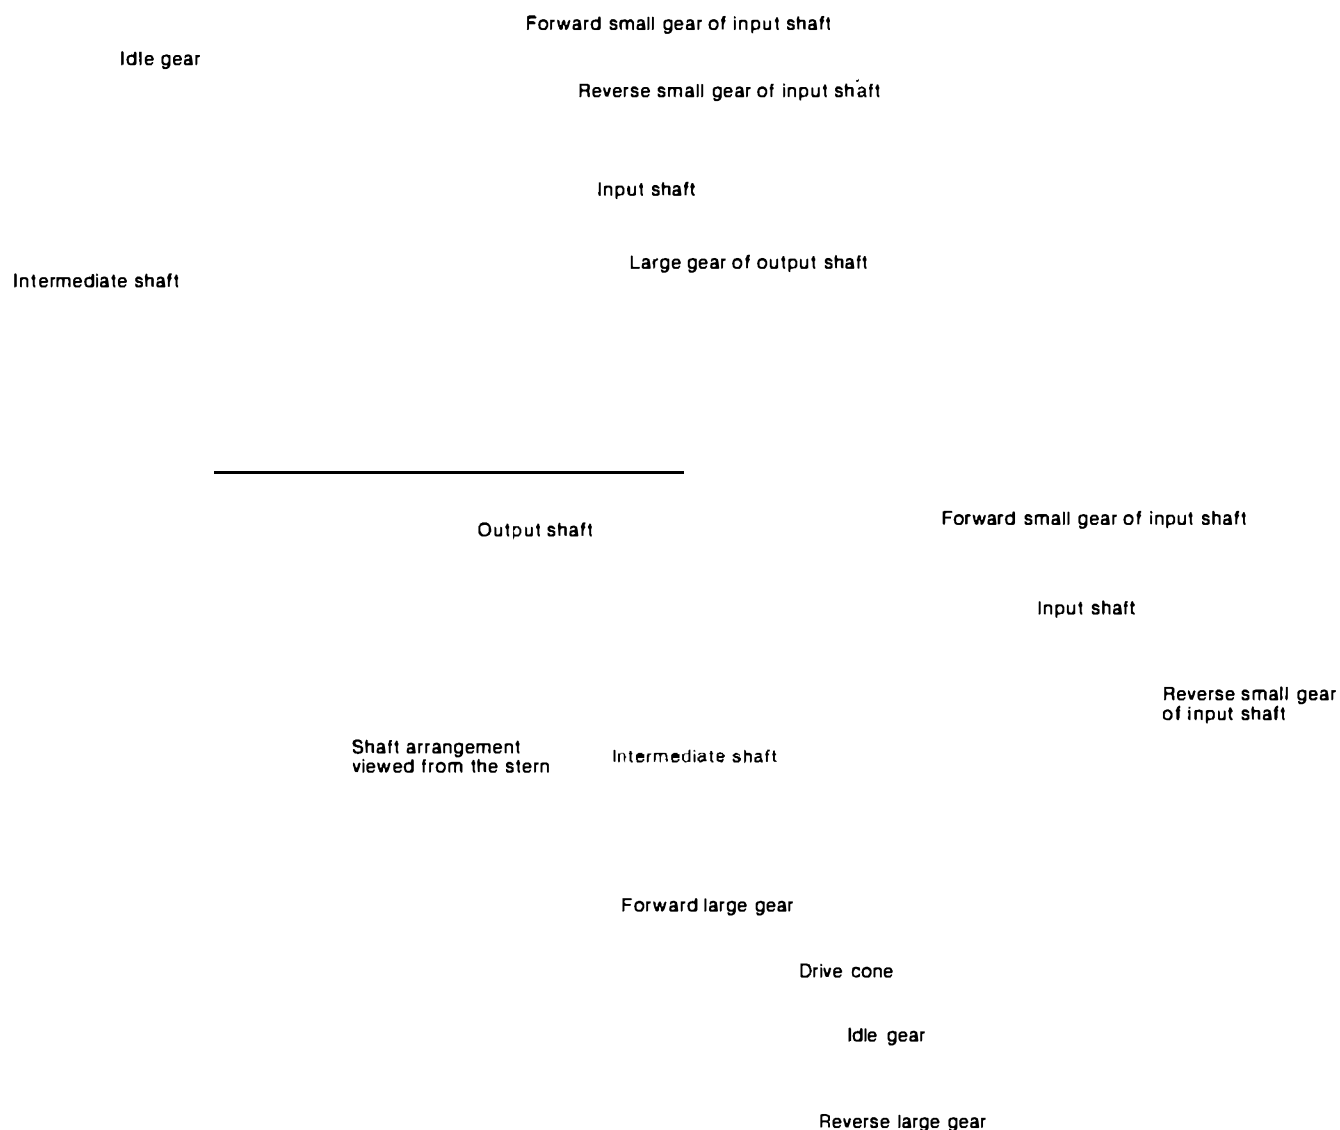 Forward small gear of input shaft
Idle gear
Reverse small gear of input shaft
Input shaft
Large gear of output shaft
Intermediate shaft
Output shaft
Forward small gear of input shaft
Input shaft
Reverse small gear
of input shaft
Shaft arrangement
viewed from the stern
Intermediate shaft
Forward large gear
Drive cone
Idle gear
Reverse large gear